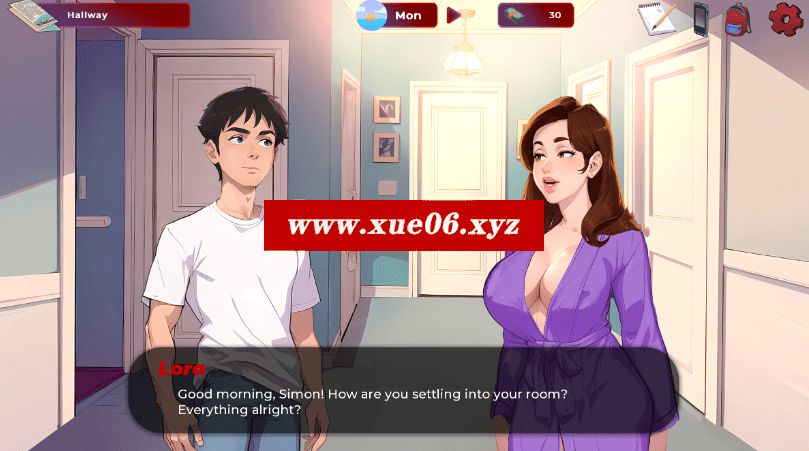 Hallway
Mon
30
www.xue06.xyz
Lora
Good morning, Simon! How are you settling into your room?
Everything alright?